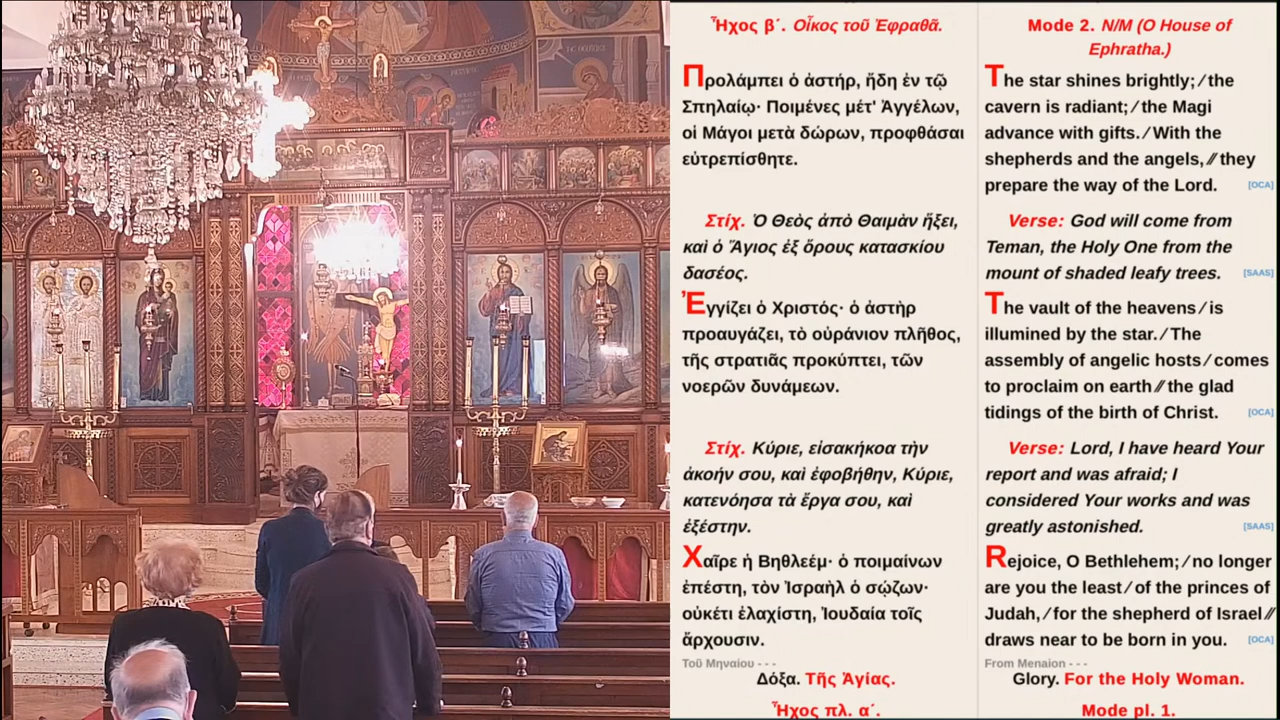 Ἦχος β΄. Οἶκος τοῦ Ἐφραθᾶ.
Προλάμπει ὁ ἀστήρ, ἤδη ἐν τῷ
Σπηλαίῳ· Ποιμένες μέτ' Ἀγγέλων,
οἱ Μάγοι μετὰ δώρων, προφθάσαι
εὐτρεπίσθητε.
Στίχ. Ὁ Θεὸς ἀπὸ Θαιμὰν ἥξει,
καὶ ὁ Ἅγιος ἐξ ὄρους κατασκίου
δασέος.
Ἐγγίζει ὁ Χριστός· ὁ ἀστὴρ
προαυγάζει, τὸ οὐράνιον πλῆθος,
τῆς στρατιᾶς προκύπτει, τῶν
νοερῶν δυνάμεων.
Στίχ. Κύριε, εἰσακήκοα τὴν
ἀκοήν σου, καὶ ἐφοβήθην, Κύριε,
κατενόησα τὰ ἔργα σου, καὶ
ἐξέστην.
Χαῖρε ἡ Βηθλεέμ· ὁ ποιμαίνων
ἐπέστη, τὸν Ἰσραὴλ ὁ σῴζων·
οὐκέτι ἐλαχίστη, Ἰουδαία τοῖς
ἄρχουσιν.
Τοῦ Μηναίου - - -
Δόξα. Τῆς Ἁγίας.
Ἦχος πλ. α΄.
Mode 2. N/M (O House of
Ephratha.)
The star shines brightly; / the
cavern is radiant; / the Magi
advance with gifts. / With the
shepherds and the angels, // they
prepare the way of the Lord. [OCA]
Verse: God will come from
Teman, the Holy One from the
mount of shaded leafy trees. [SAAS]
The vault of the heavens / is
illumined by the star. / The
assembly of angelic hosts / comes
to proclaim on earth // the glad
tidings of the birth of Christ. [OCA]
Verse: Lord, I have heard Your
report and was afraid; I
considered Your works and was
greatly astonished. [SAAS]
Rejoice, O Bethlehem; / no longer
are you the least / of the princes of
Judah, / for the shepherd of Israel //
draws near to be born in you. [OCA]
From Menaion - - -
Glory. For the Holy Woman.
Mode pl. 1.